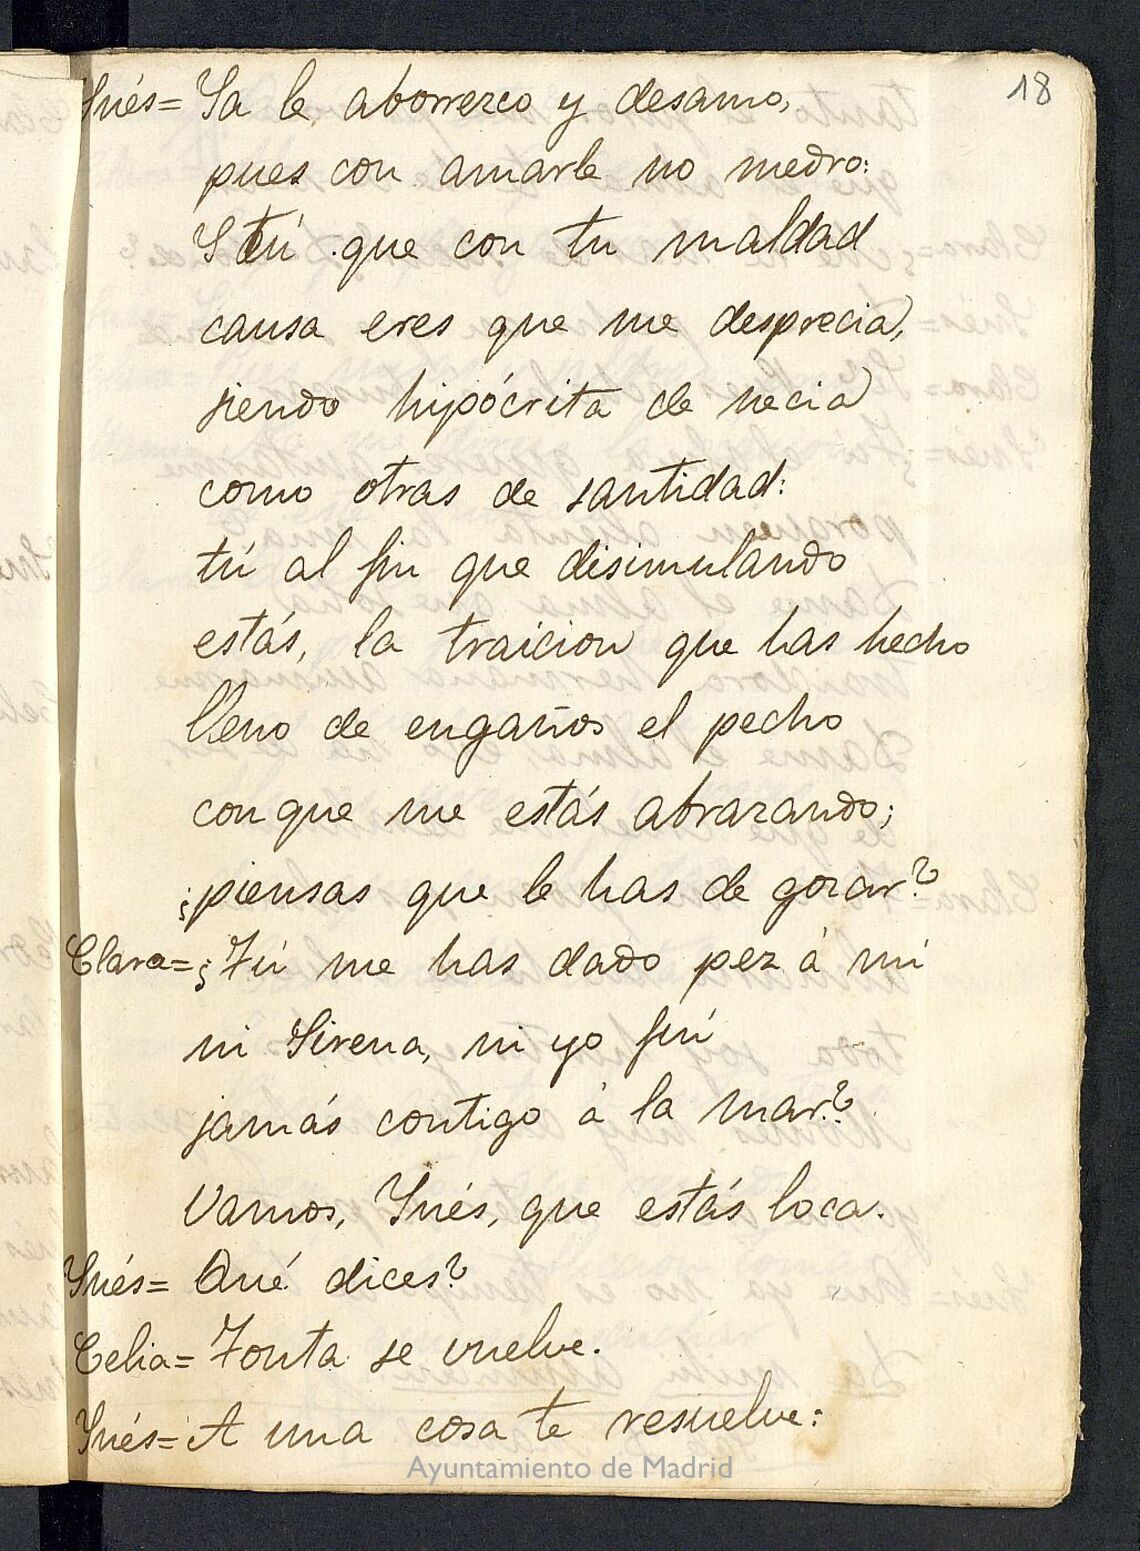 18
Inés= Ya le aborrezco y desamo,
pues con amarle no medro:
Y tú que con tu maldad
causa eres que me desprecia,
siendo hipócrita de necia
como otras de santidad:
tú al fin que disimulando
estás, la traicion que has hecho
lleno de engaños el pecho
con que me estás abrazando;
¿piensas que le has de gozar?
Clara= ¿Tú me has dado pez á mi
ni Sirena, ni yo fuí
jamás contigo á la mar?
Vamos, Inés, que estás loca.
Inés= Qué dices?
Celia= Tonta se vuelve.
Inés= A una cosa te resuelve:
Ayuntamiento de Madrid